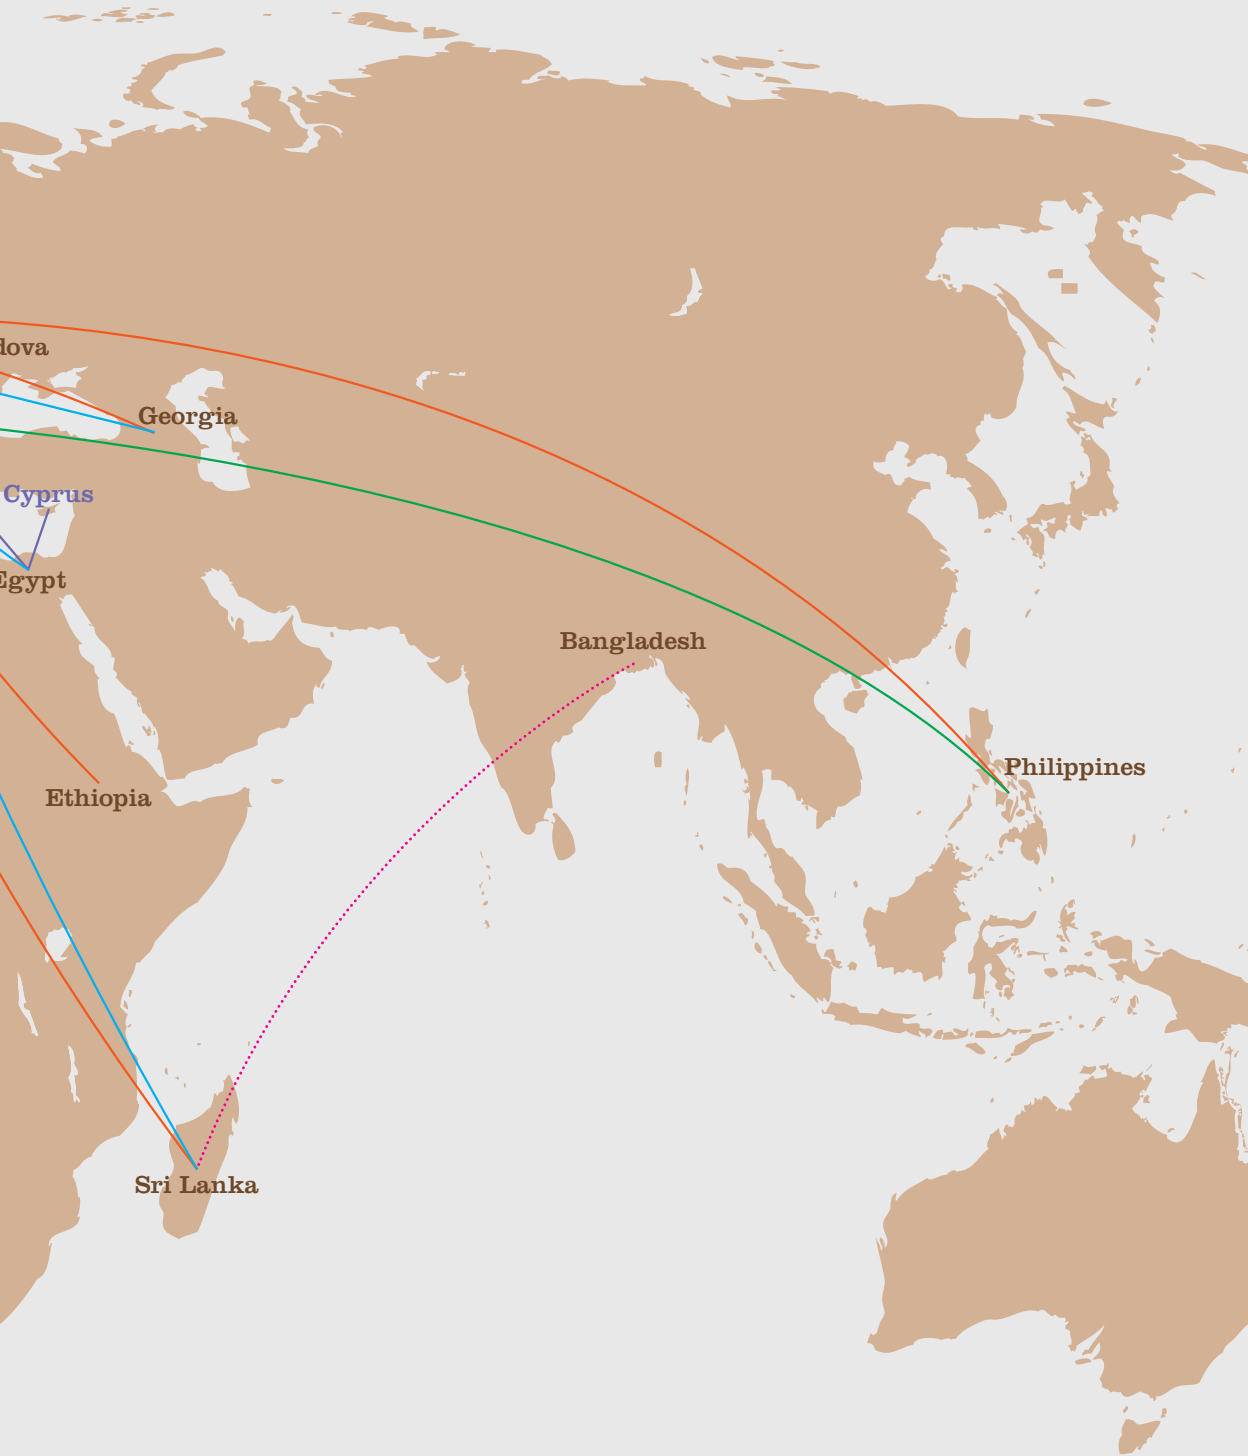 dova
Georgia
Cyprus
Egypt
Bangladesh
Philippines
Ethiopia
Sri Lanka